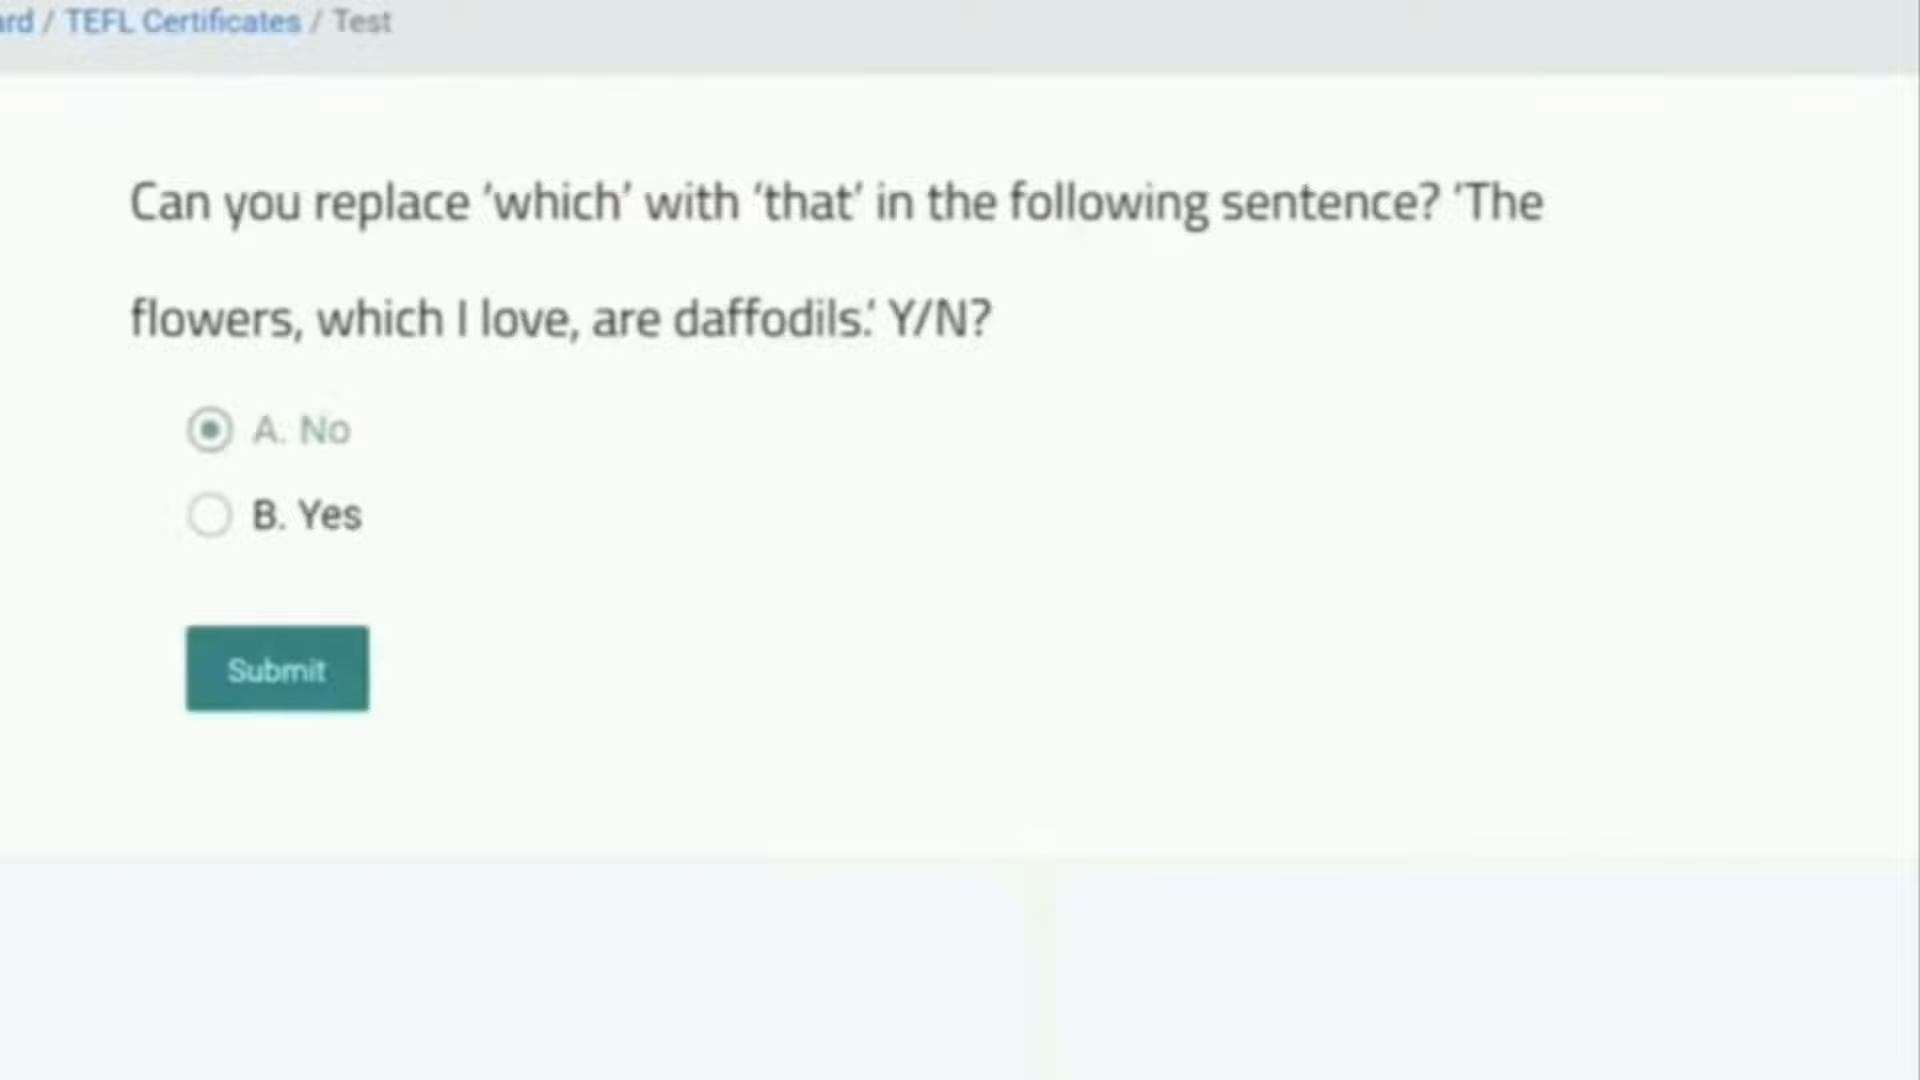 ard / TEFL Certificates / Test
Can you replace ‘which’ with ‘that’ in the following sentence? ‘The
flowers, which I love, are daffodils.’ Y/N?
A. No
B. Yes
Submit